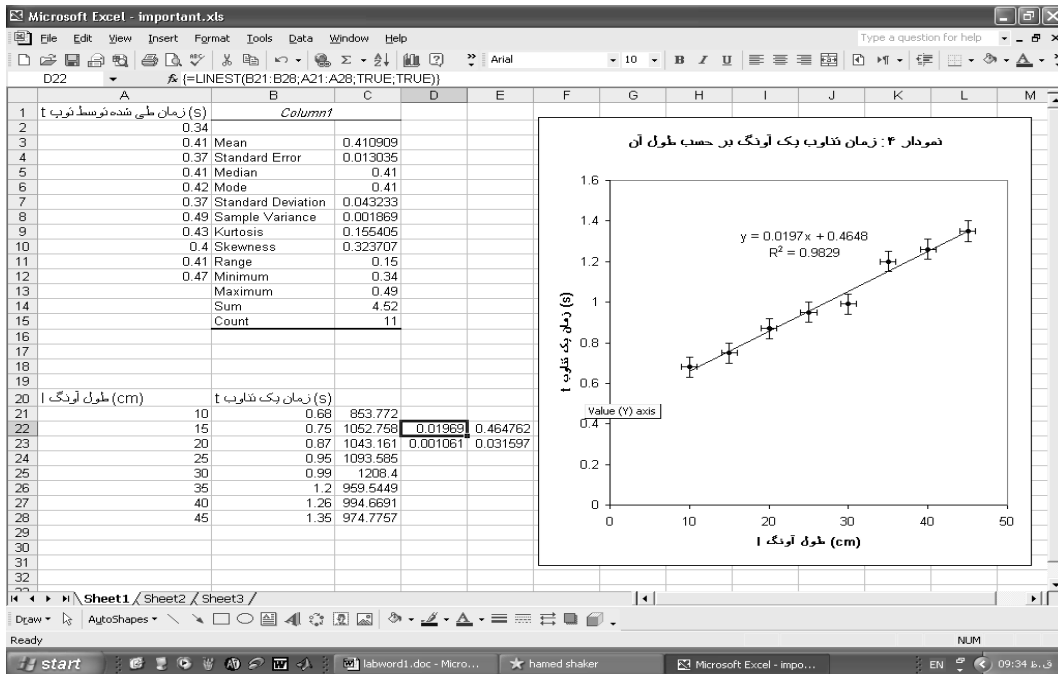 Microsoft Excel - important.xls
File Edit View Insert Format Tools Data Window Help
Type a question for help
Arial 10 B I U
D22 fx {=LINEST(B21:B28;A21:A28;TRUE;TRUE)}
A B C D E F G H I J K L M
1 زمان طی شده توسط توپ t (s) Column1
2 0.34
3 0.41 Mean 0.410909
4 0.37 Standard Error 0.013035
5 0.41 Median 0.41
6 0.42 Mode 0.41
7 0.37 Standard Deviation 0.043233
8 0.49 Sample Variance 0.001869
9 0.43 Kurtosis 0.155405
10 0.4 Skewness 0.323707
11 0.41 Range 0.15
12 0.47 Minimum 0.34
13 Maximum 0.49
14 Sum 4.52
15 Count 11
16
17
18
19
20 طول آونگ l (cm) زمان یک تناوب t (s)
21 10 0.68 853.772
22 15 0.75 1052.758 0.01969 0.464762
23 20 0.87 1043.161 0.001061 0.031597
24 25 0.95 1093.585
25 30 0.99 1208.4
26 35 1.2 959.5449
27 40 1.26 994.6691
28 45 1.35 974.7757
29
30
31
32
نمودار ۴: زمان تناوب یک آونگ بر حسب طول آن
1.6
1.4
y = 0.0197x + 0.4648
R² = 0.9829
1.2
1
0.8
0.6
0.4
0.2
0
زمان یک تناوب t (s)
Value (Y) axis
0 10 20 30 40 50
طول آونگ l (cm)
Sheet1 / Sheet2 / Sheet3
Draw AutoShapes
Ready NUM
start labword1.doc - Micro... hamed shaker Microsoft Excel - impo... EN 09:34 ق.ظ